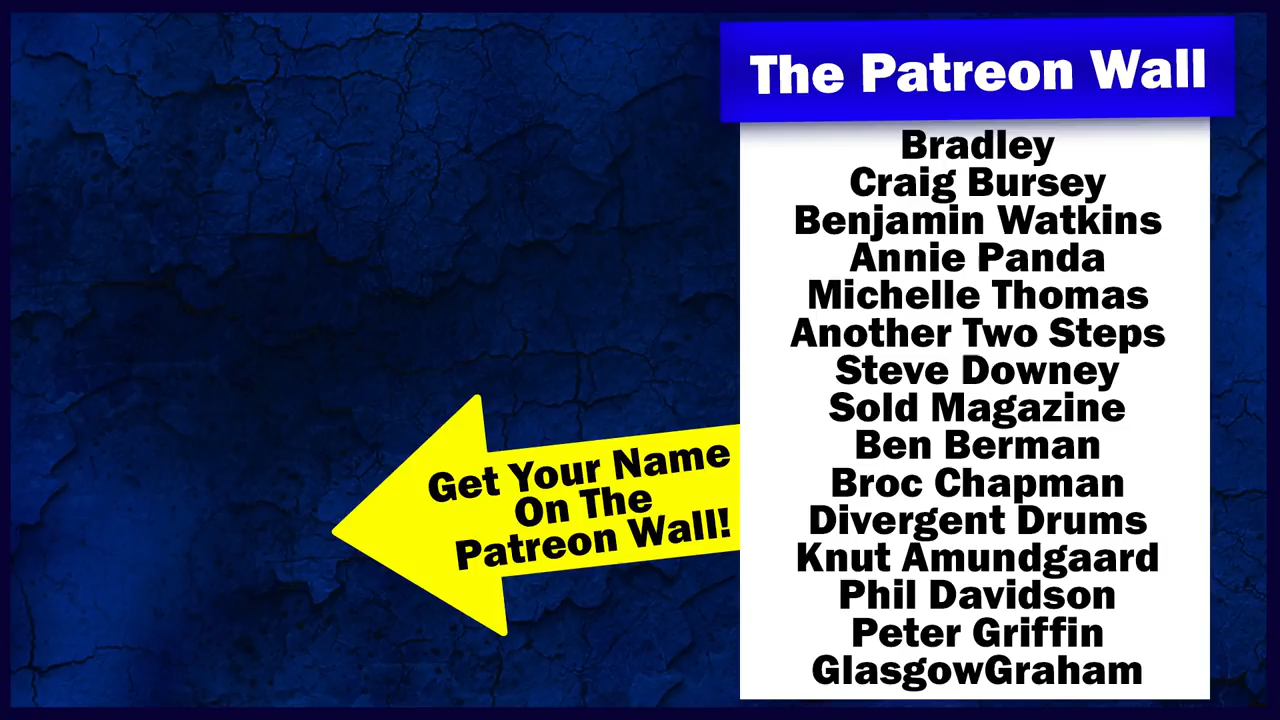 The Patreon Wall
Bradley
Craig Bursey
Benjamin Watkins
Annie Panda
Michelle Thomas
Another Two Steps
Steve Downey
Sold Magazine
Ben Berman
Broc Chapman
Divergent Drums
Knut Amundgaard
Phil Davidson
Peter Griffin
GlasgowGraham
Get Your Name
On The
Patreon Wall!